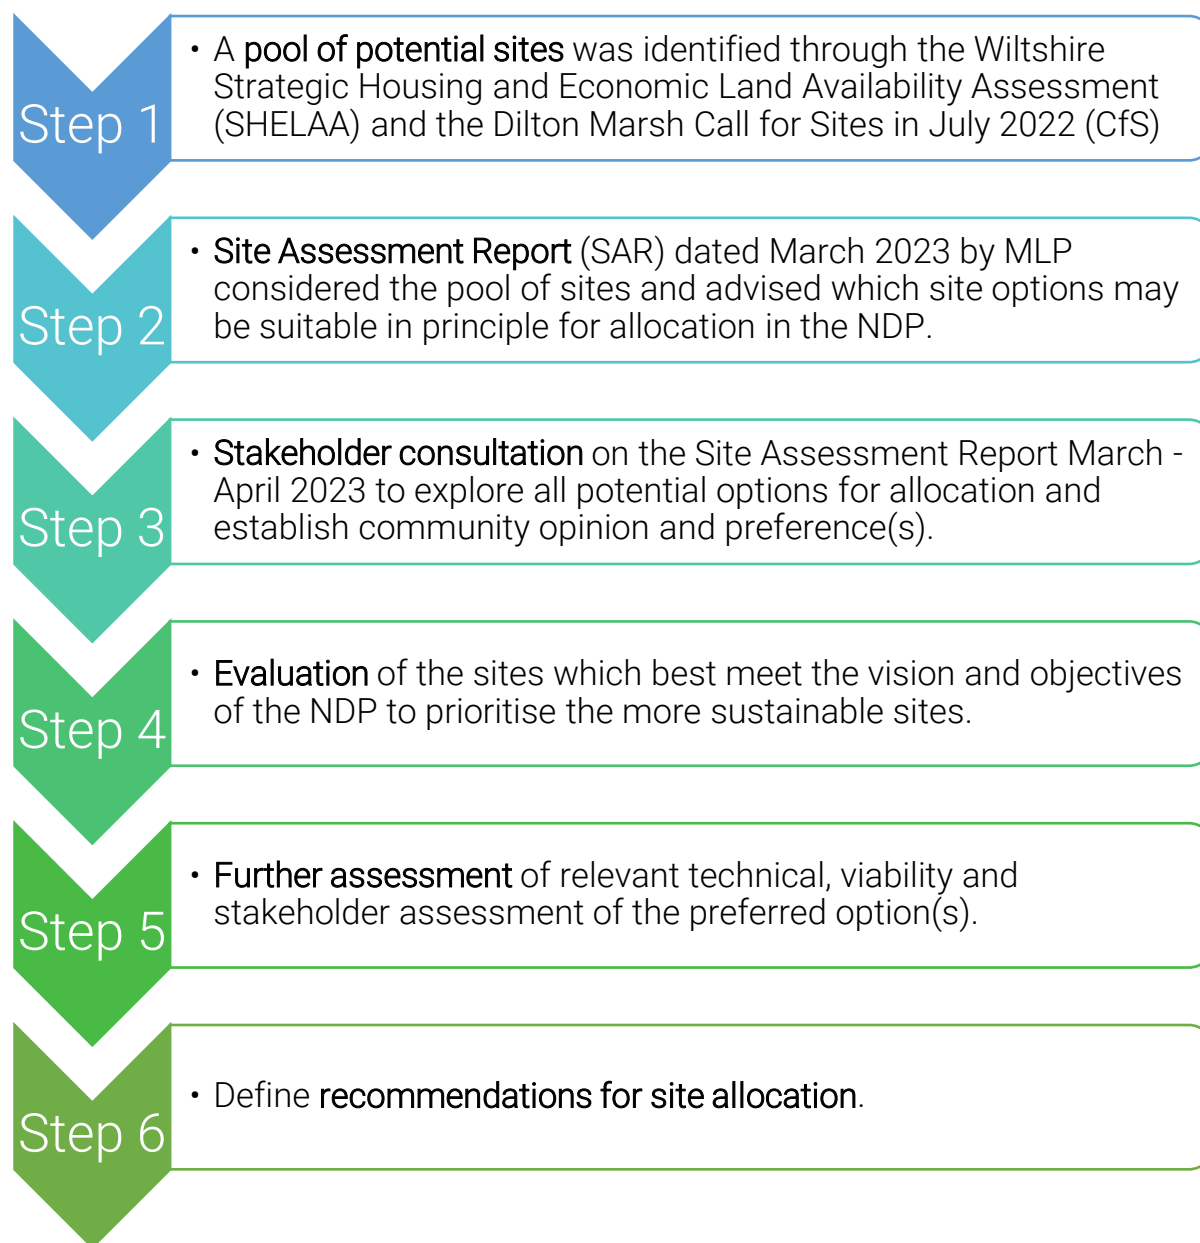 Step 1
• A pool of potential sites was identified through the Wiltshire
Strategic Housing and Economic Land Availability Assessment
(SHELAA) and the Dilton Marsh Call for Sites in July 2022 (CfS)
Step 2
• Site Assessment Report (SAR) dated March 2023 by MLP
considered the pool of sites and advised which site options may
be suitable in principle for allocation in the NDP.
Step 3
• Stakeholder consultation on the Site Assessment Report March -
April 2023 to explore all potential options for allocation and
establish community opinion and preference(s).
Step 4
• Evaluation of the sites which best meet the vision and objectives
of the NDP to prioritise the more sustainable sites.
Step 5
• Further assessment of relevant technical, viability and
stakeholder assessment of the preferred option(s).
Step 6
• Define recommendations for site allocation.